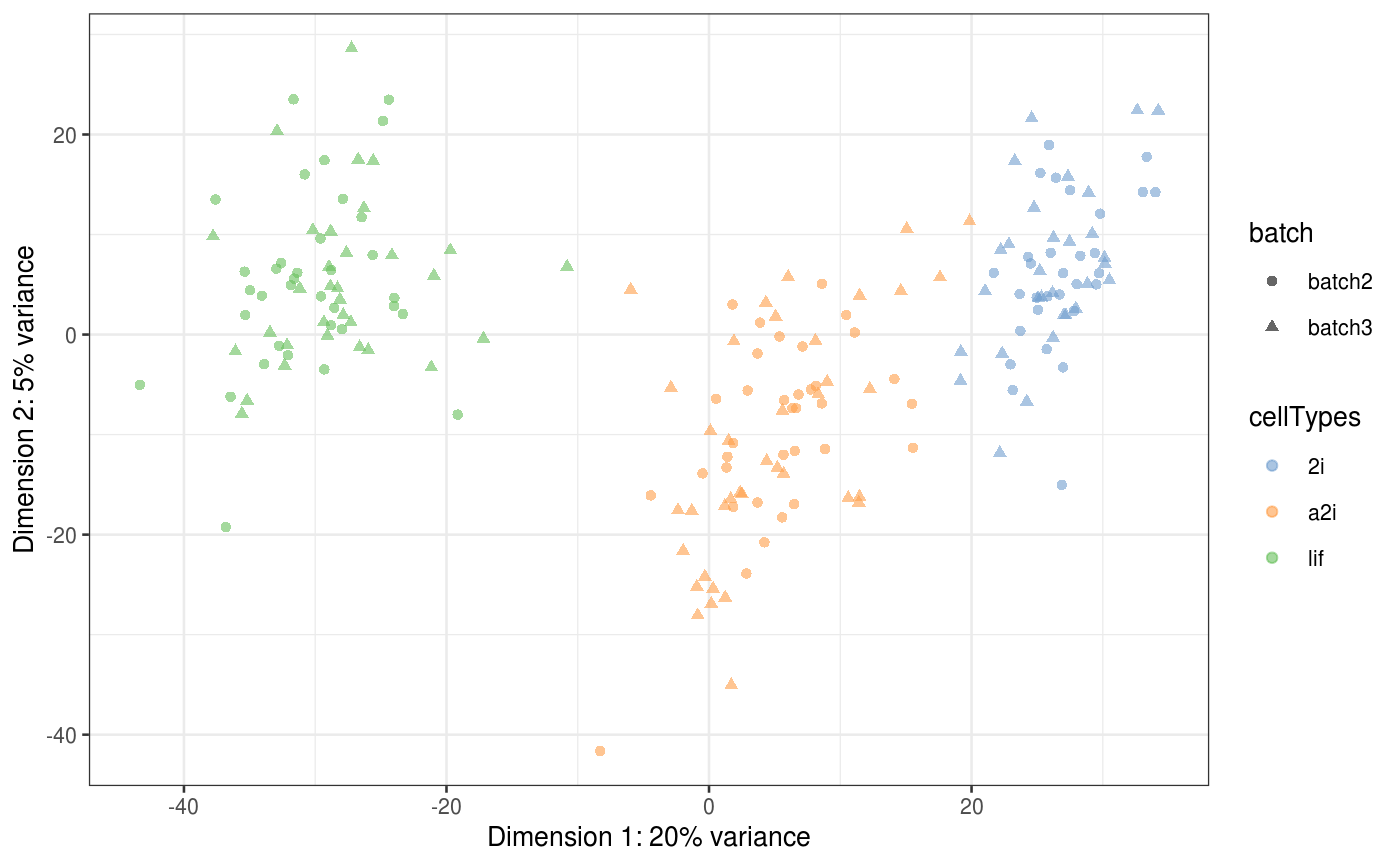 20
0
-20
-40
-40
-20
0
20
Dimension 1: 20% variance
Dimension 2: 5% variance
batch
batch2
batch3
cellTypes
2i
a2i
lif